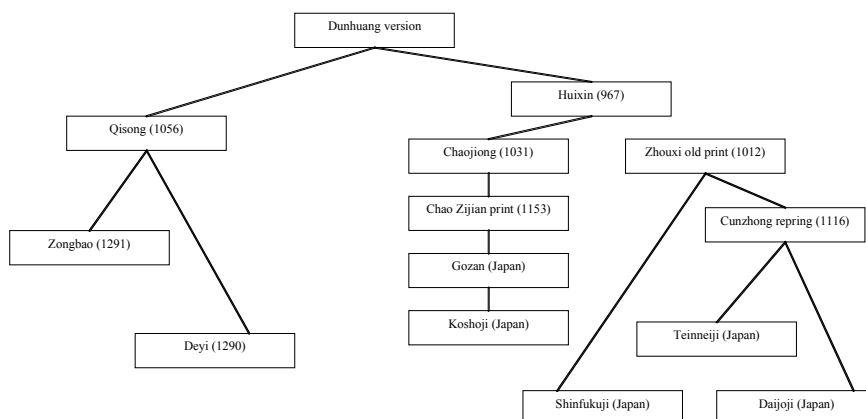 Dunhuang version
Huixin (967)
Qisong (1056)
Chaojiong (1031)
Zhouxi old print (1012)
Chao Zijian print (1153)
Cunzhong repring (1116)
Zongbao (1291)
Gozan (Japan)
Koshoji (Japan)
Teinneiji (Japan)
Deyi (1290)
Shinfukuji (Japan)
Daijoji (Japan)